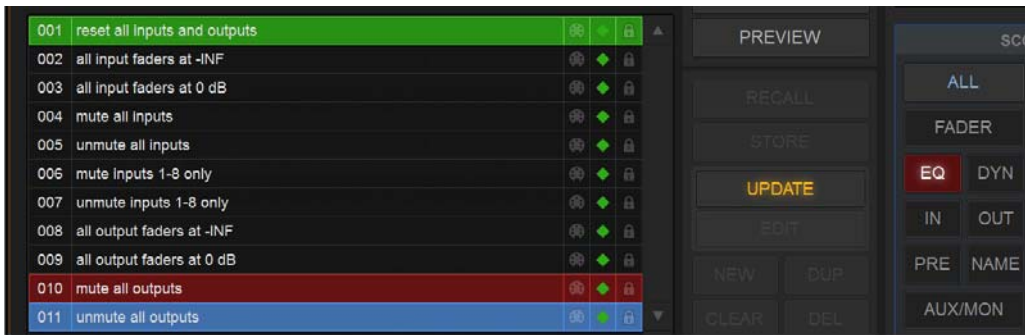 001 reset all inputs and outputs
002 all input faders at -INF
003 all input faders at 0 dB
004 mute all inputs
005 unmute all inputs
006 mute inputs 1-8 only
007 unmute inputs 1-8 only
008 all output faders at -INF
009 all output faders at 0 dB
010 mute all outputs
011 unmute all outputs
PREVIEW
RECALL
STORE
UPDATE
EDIT
NEW DUP
CLEAR DEL
SCO
ALL
FADER
EQ DYN
IN OUT
PRE NAME
AUX/MON